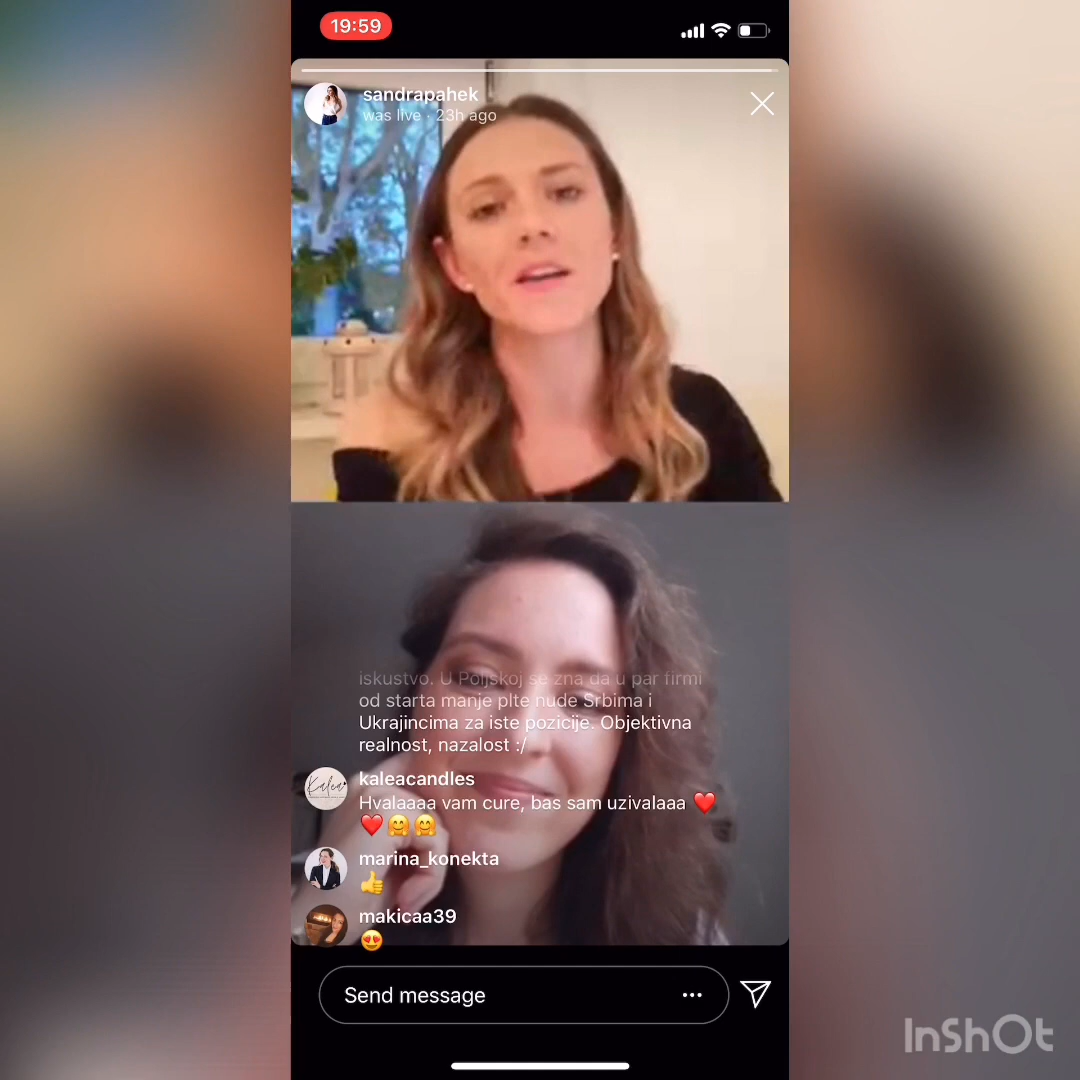 19:59
sandrapahek
was live · 23h ago
iskustvo. U Poljskoj se zna da u par firmi
od starta manje plte nude Srbima i
Ukrajincima za iste pozicije. Objektivna
realnost, nazalost :/
Kalea
kaleacandles
Hvalaaaa vam cure, bas sam uzivalaaa ❤️
❤️🤗🤗
marina_konekta
👍
makicaa39
😍
Send message
InShOt